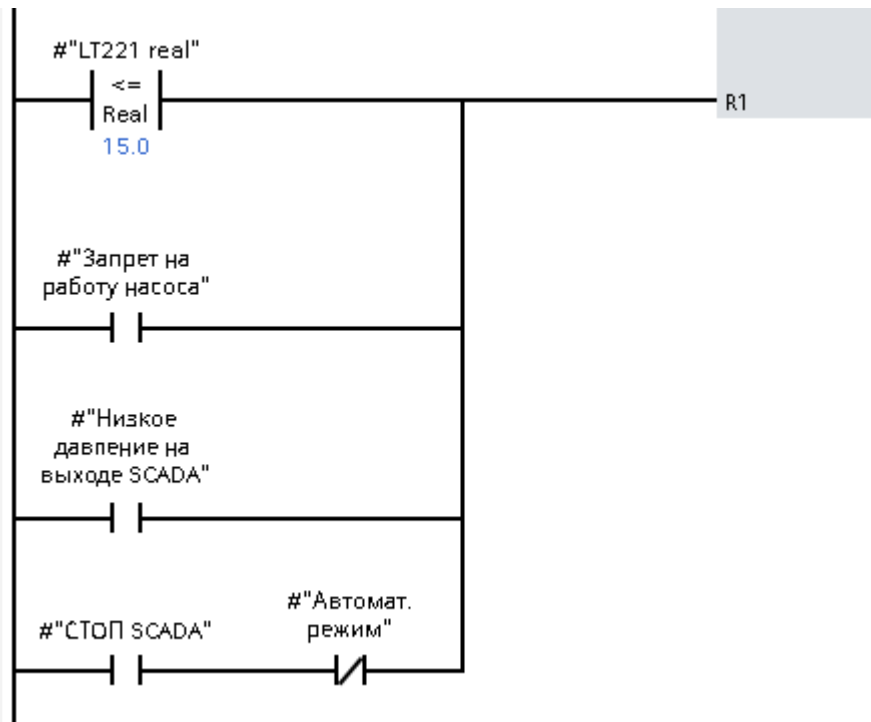 #"LT221 real"
<=
Real
15.0
R1
#"Запрет на
работу насоса"
#"Низкое
давление на
выходе SCADA"
#"Автомат.
режим"
#"СТОП SCADA"